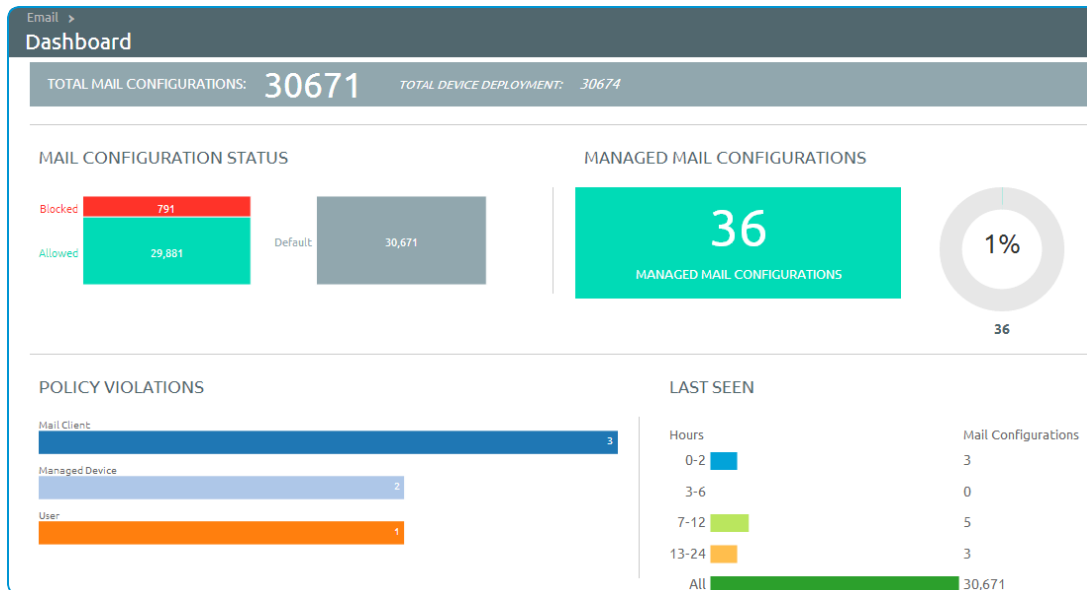 Email >
Dashboard
TOTAL MAIL CONFIGURATIONS: 30671 TOTAL DEVICE DEPLOYMENT: 30674
MAIL CONFIGURATION STATUS
Blocked 791
Allowed 29,881
Default 30,671
MANAGED MAIL CONFIGURATIONS
36
MANAGED MAIL CONFIGURATIONS
1%
36
POLICY VIOLATIONS
Mail Client
3
Managed Device
2
User
1
LAST SEEN
Hours Mail Configurations
0-2 3
3-6 0
7-12 5
13-24 3
All 30,671